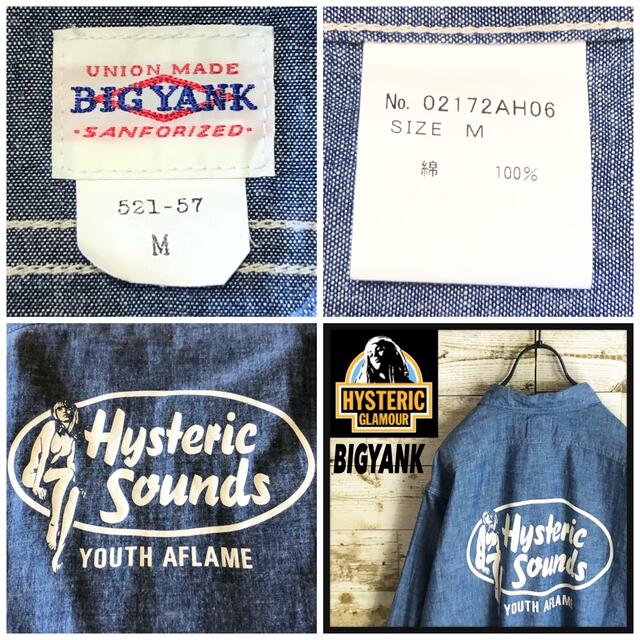 UNION MADE
BIG YANK
-SANFORIZED-
521-57
M
No. 02172AH06
SIZE M
綿 100%
Hysteric
Sounds
YOUTH AFLAME
HYSTERIC
GLAMOUR
BIGYANK
Hysteric
Sounds
YOUTH AFLAME